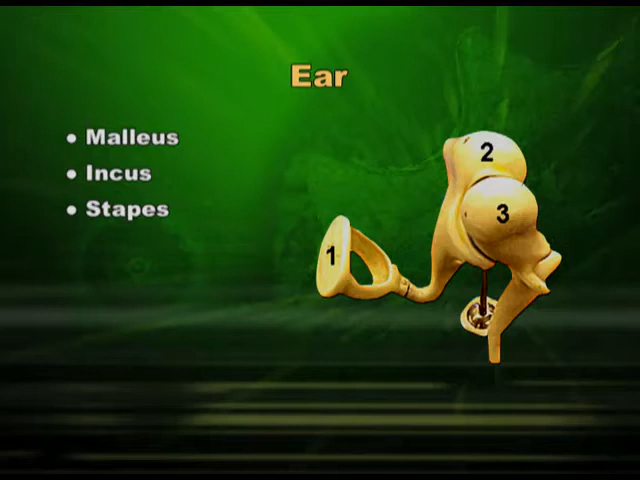 Ear
• Malleus
• Incus
• Stapes
2
3
1